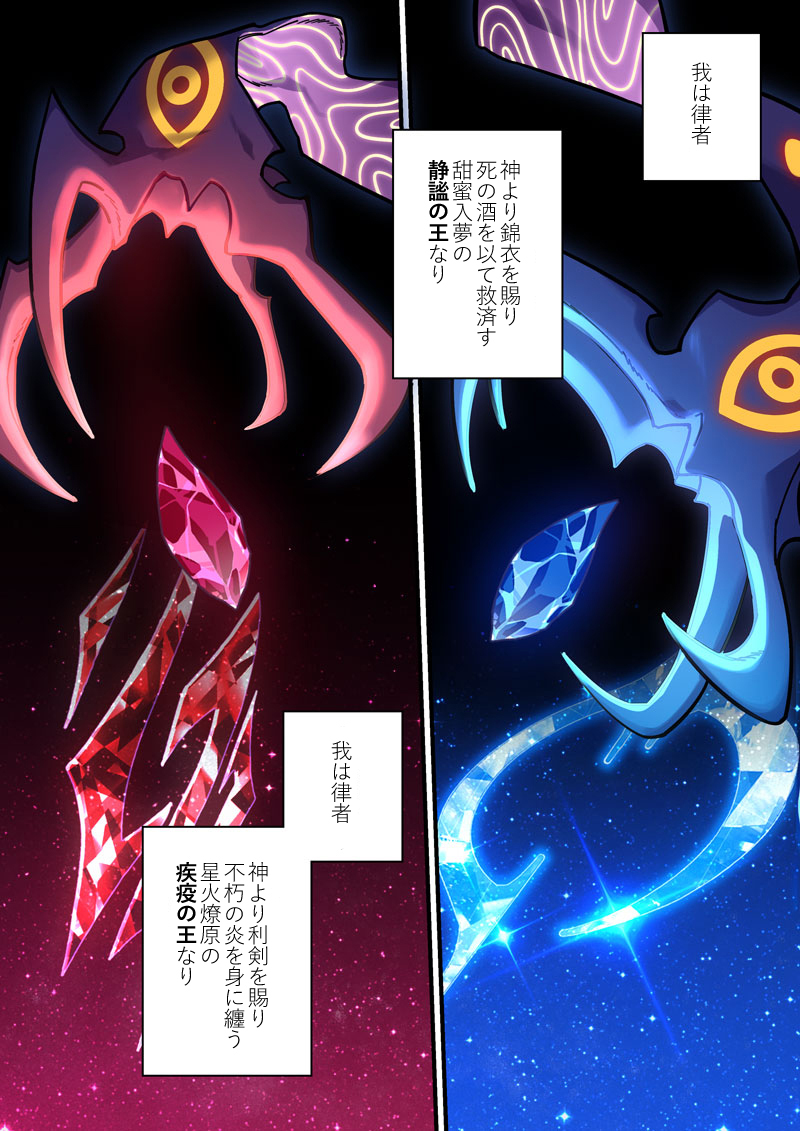 我は律者
神より錦衣を賜り
死の酒を以て救済す
甜蜜入夢の
静謐の王なり
我は律者
神より利剣を賜り
不朽の炎を身に纏う
星火燎原の
疾疫の王なり